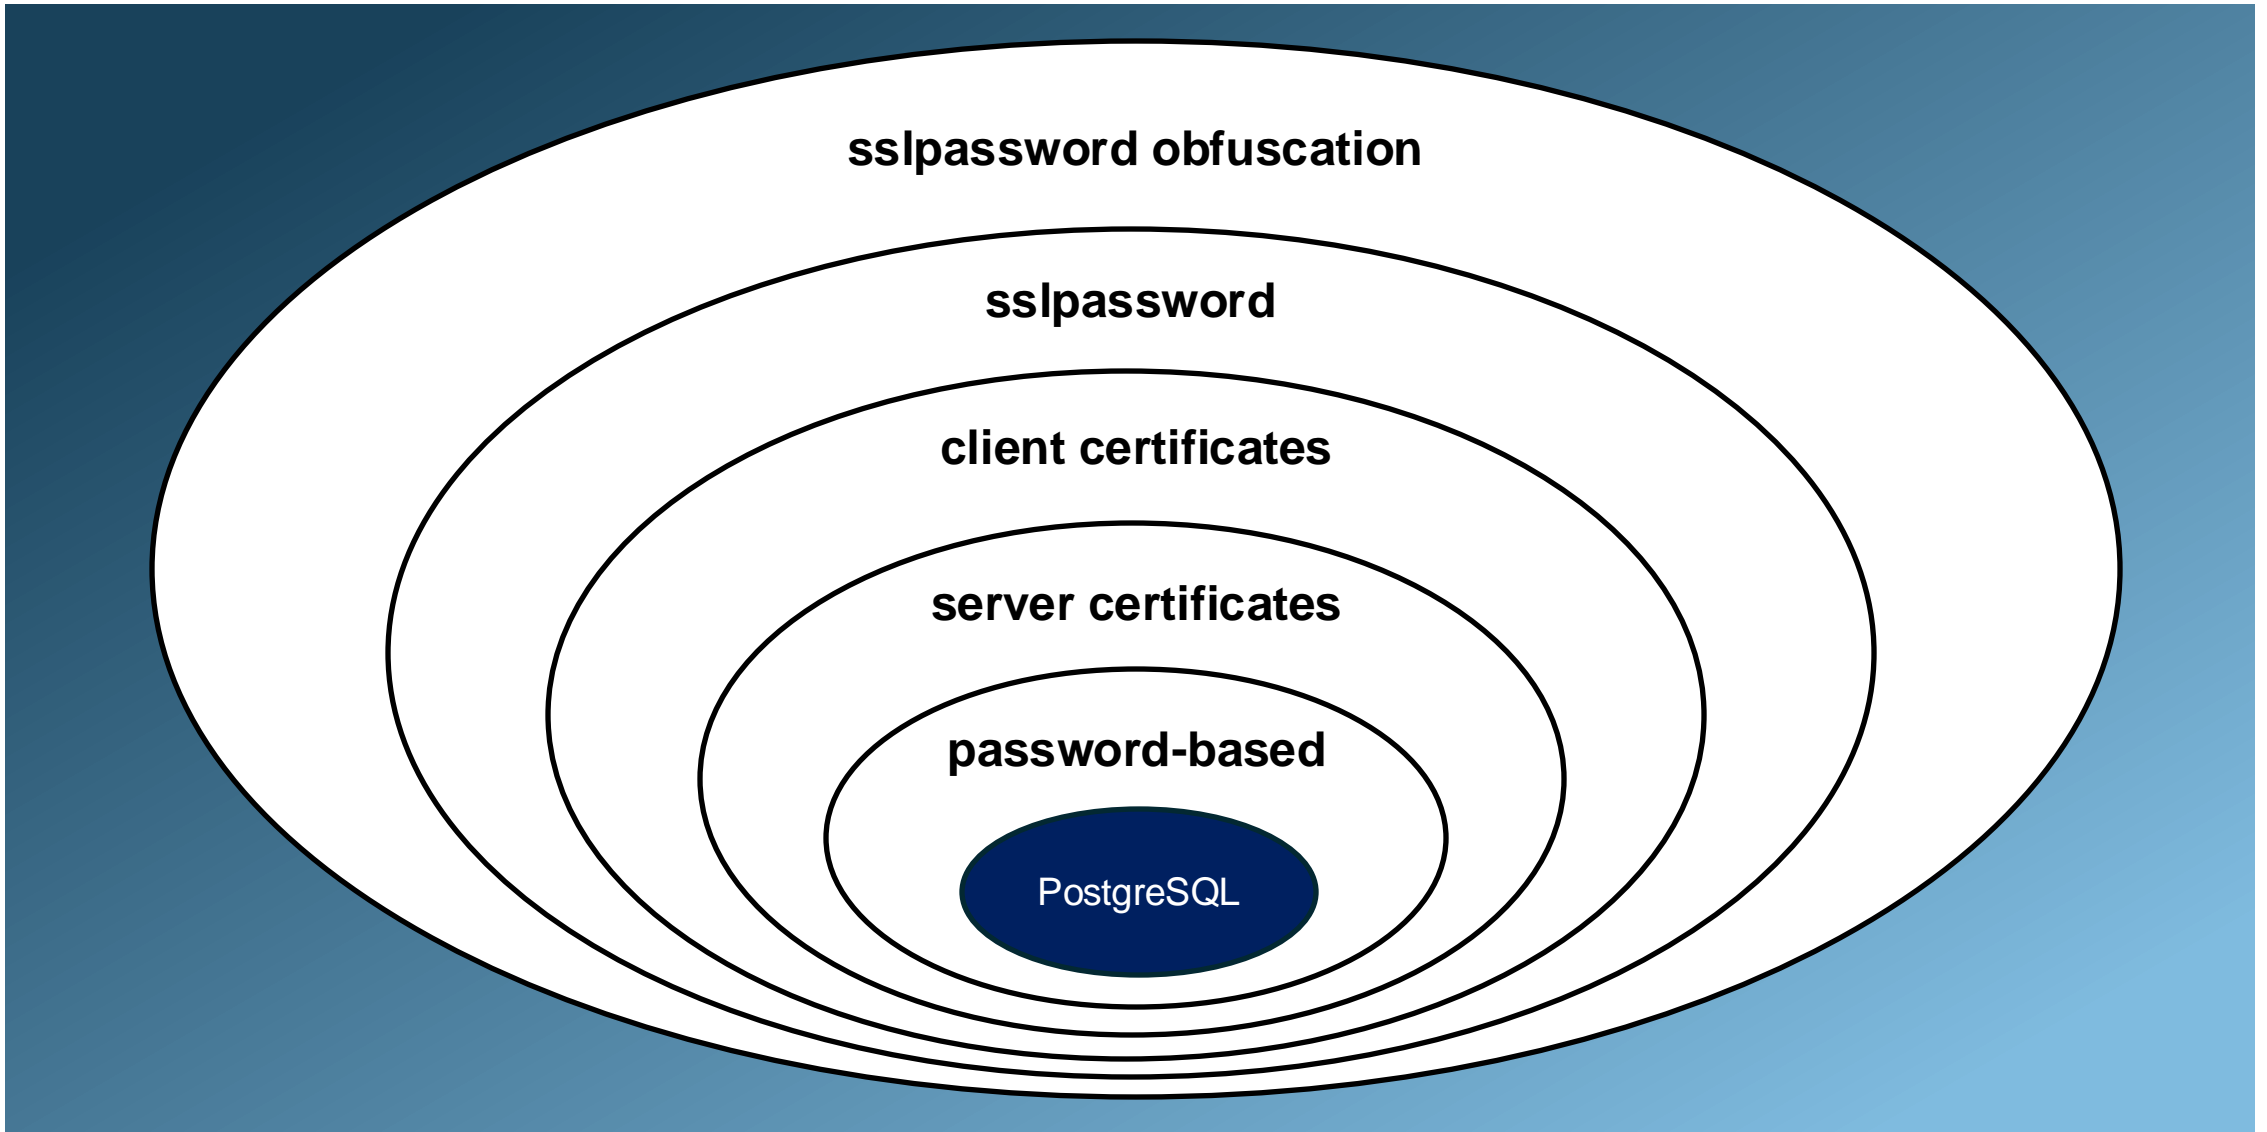 sslpassword obfuscation
sslpassword
client certificates
server certificates
password-based
PostgreSQL